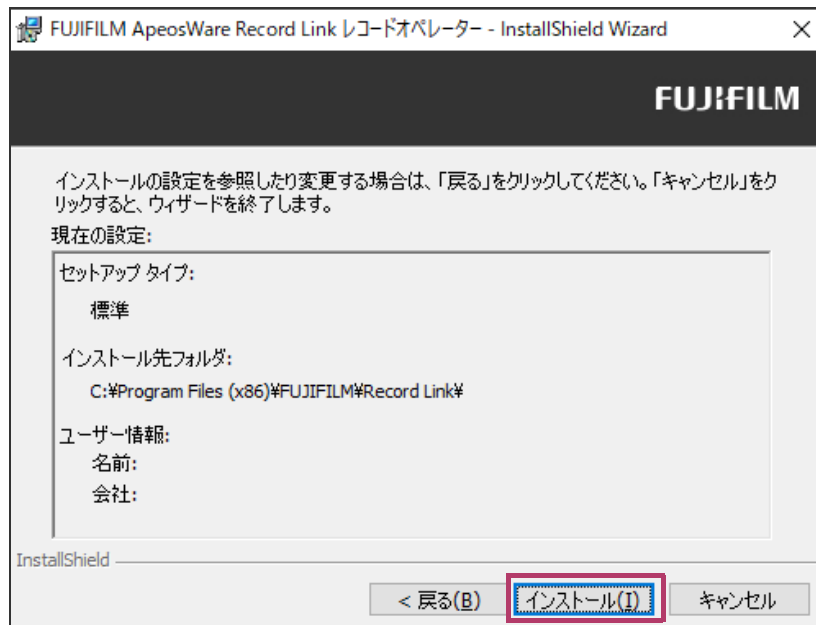 FUJIFILM ApeosWare Record Link レコードオペレーター - InstallShield Wizard
FUJIFILM
インストールの設定を参照したり変更する場合は、「戻る」をクリックしてください。「キャンセル」をク
リックすると、ウィザードを終了します。
現在の設定:
セットアップ タイプ:
標準
インストール先フォルダ:
C:¥Program Files (x86)¥FUJIFILM¥Record Link¥
ユーザー情報:
名前:
会社:
InstallShield
< 戻る(B) インストール(I) キャンセル